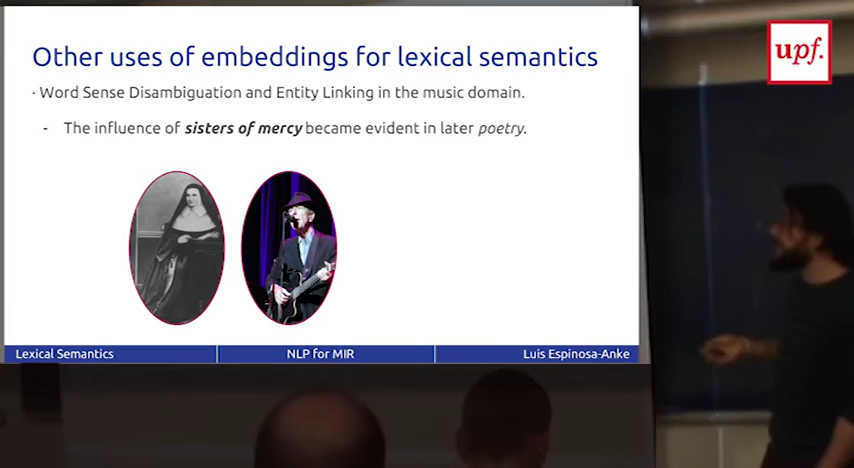 Other uses of embeddings for lexical semantics
· Word Sense Disambiguation and Entity Linking in the music domain.
- The influence of sisters of mercy became evident in later poetry.
Lexical Semantics
NLP for MIR
Luis Espinosa-Anke
upf.